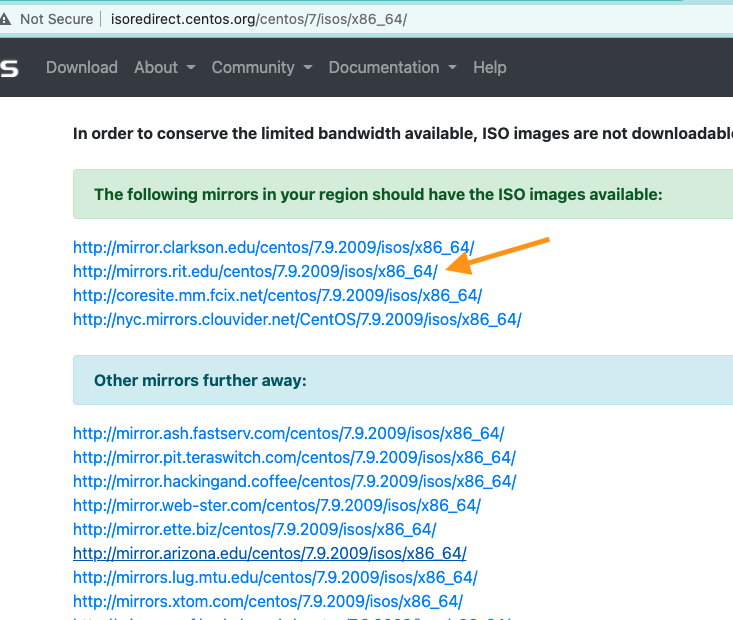 Not Secure | isoredirect.centos.org/centos/7/isos/x86_64/
S Download About Community Documentation Help
In order to conserve the limited bandwidth available, ISO images are not downloadable
The following mirrors in your region should have the ISO images available:
http://mirror.clarkson.edu/centos/7.9.2009/isos/x86_64/
http://mirrors.rit.edu/centos/7.9.2009/isos/x86_64/
http://coresite.mm.fcix.net/centos/7.9.2009/isos/x86_64/
http://nyc.mirrors.clouvider.net/CentOS/7.9.2009/isos/x86_64/
Other mirrors further away:
http://mirror.ash.fastserv.com/centos/7.9.2009/isos/x86_64/
http://mirror.pit.teraswitch.com/centos/7.9.2009/isos/x86_64/
http://mirror.hackingand.coffee/centos/7.9.2009/isos/x86_64/
http://mirror.web-ster.com/centos/7.9.2009/isos/x86_64/
http://mirror.ette.biz/centos/7.9.2009/isos/x86_64/
http://mirror.arizona.edu/centos/7.9.2009/isos/x86_64/
http://mirrors.lug.mtu.edu/centos/7.9.2009/isos/x86_64/
http://mirrors.xtom.com/centos/7.9.2009/isos/x86_64/